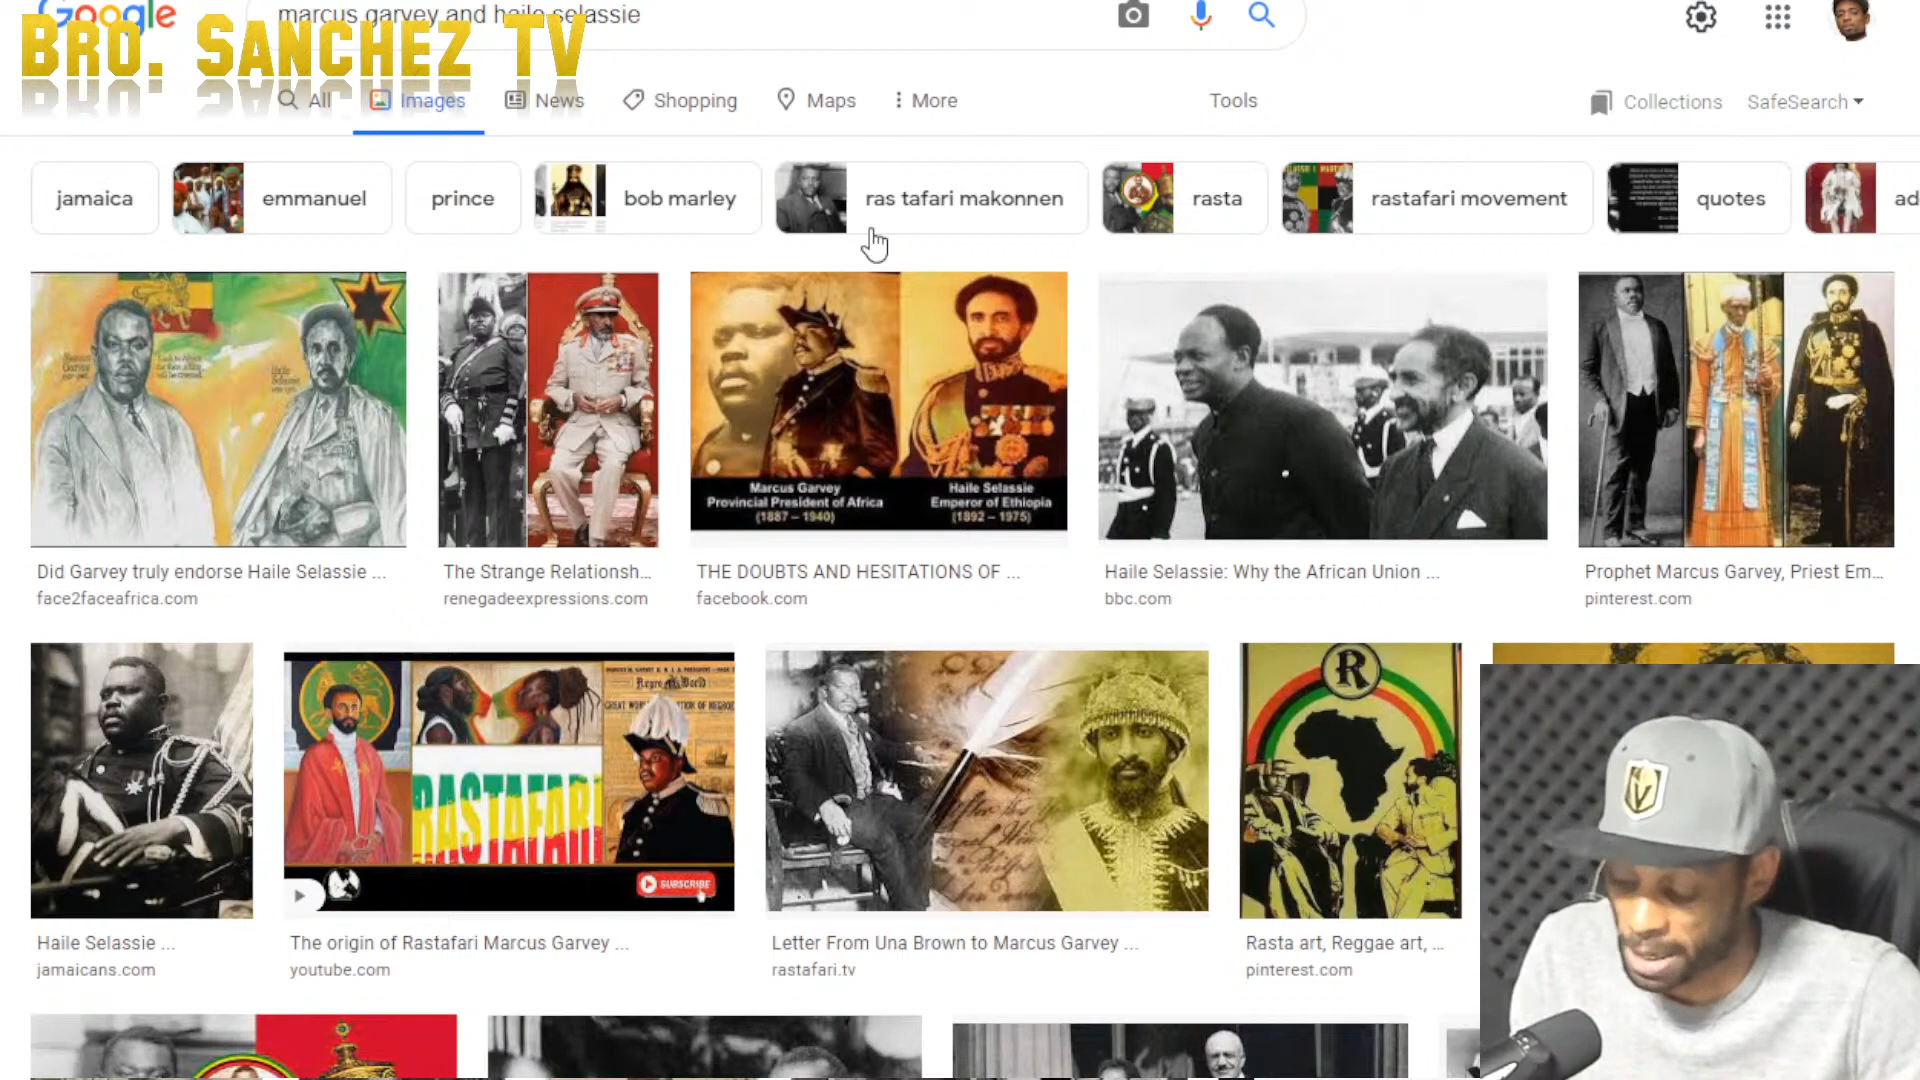 Google
marcus garvey and haile selassie
BRO. SANCHEZ TV
All
Images
News
Shopping
Maps
More
Tools
Collections
SafeSearch
jamaica
emmanuel
prince
bob marley
ras tafari makonnen
rasta
rastafari movement
quotes
ad
Marcus Garvey
Provincial President of Africa
(1887 – 1940)
Haile Selassie
Emperor of Ethiopia
(1892 – 1975)
Did Garvey truly endorse Haile Selassie ...
face2faceafrica.com
The Strange Relationsh...
renegadeexpressions.com
THE DOUBTS AND HESITATIONS OF ...
facebook.com
Haile Selassie: Why the African Union ...
bbc.com
Prophet Marcus Garvey, Priest Em...
pinterest.com
Negro World
RASTAFARI
SUBSCRIBE
R
Haile Selassie ...
jamaicans.com
The origin of Rastafari Marcus Garvey ...
youtube.com
Letter From Una Brown to Marcus Garvey ...
rastafari.tv
Rasta art, Reggae art, ...
pinterest.com